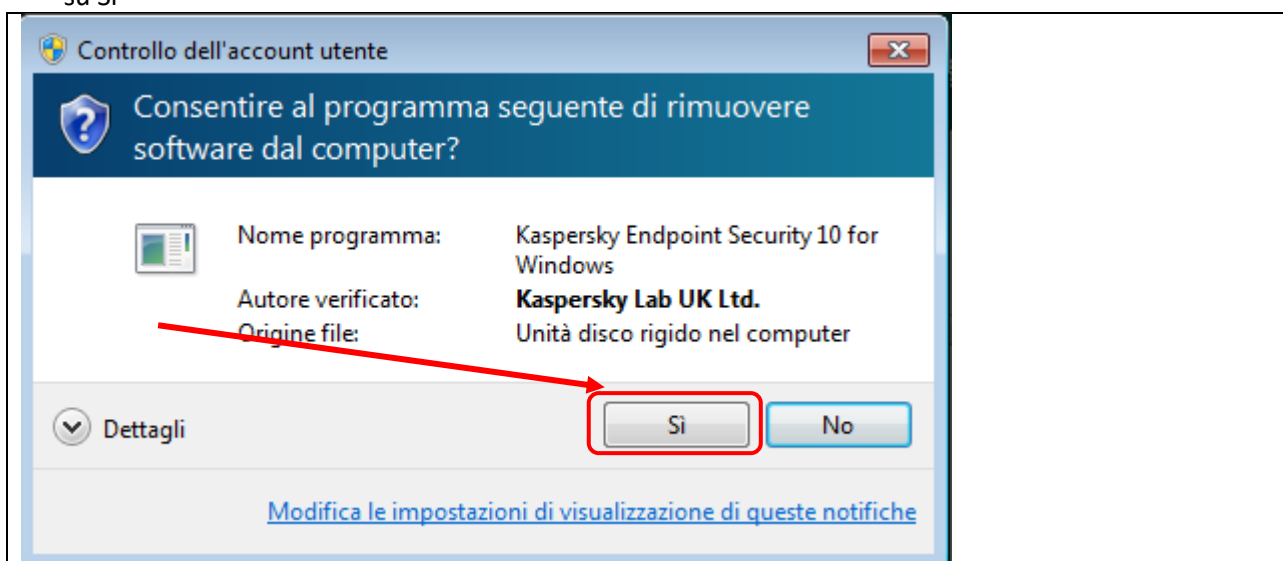 su Sì
Controllo dell'account utente
Consentire al programma seguente di rimuovere
software dal computer?
Nome programma: Kaspersky Endpoint Security 10 for
Windows
Autore verificato: Kaspersky Lab UK Ltd.
Origine file: Unità disco rigido nel computer
Dettagli Sì No
Modifica le impostazioni di visualizzazione di queste notifiche